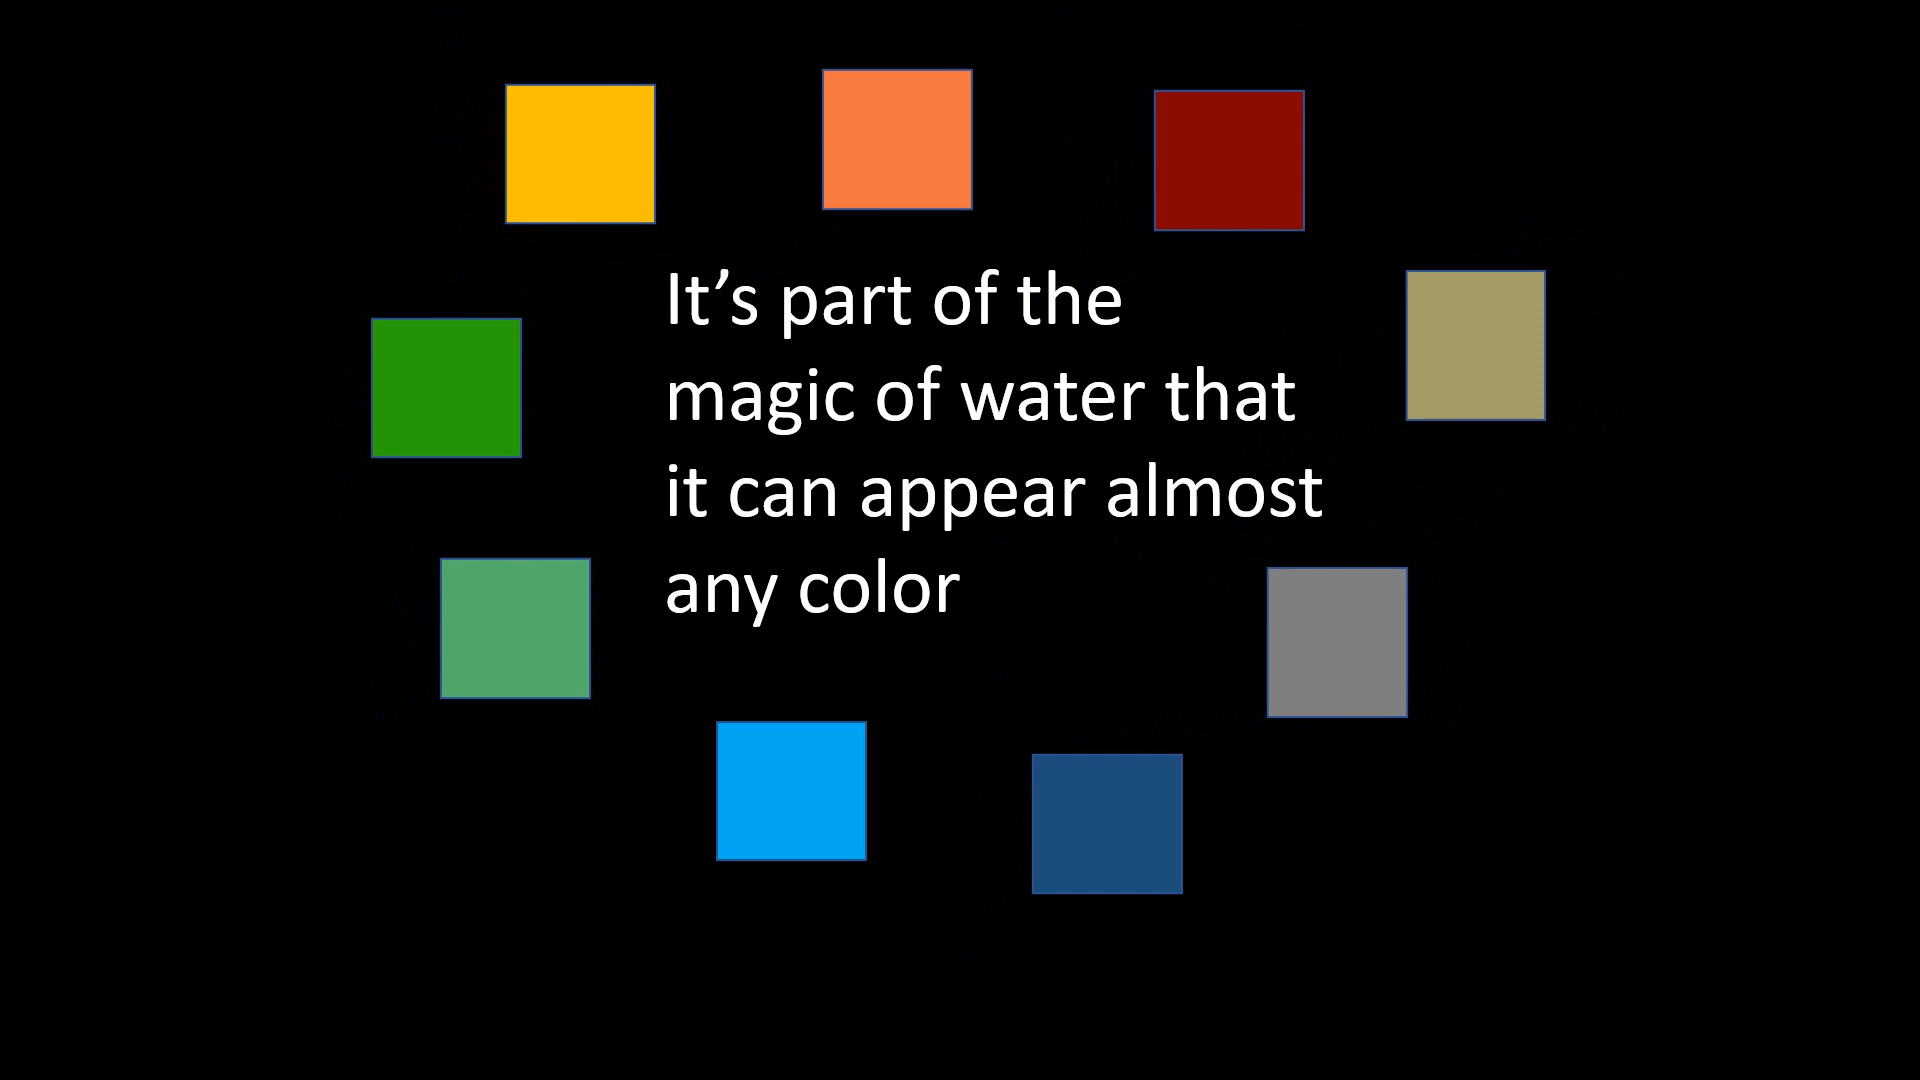 It’s part of the
magic of water that
it can appear almost
any color